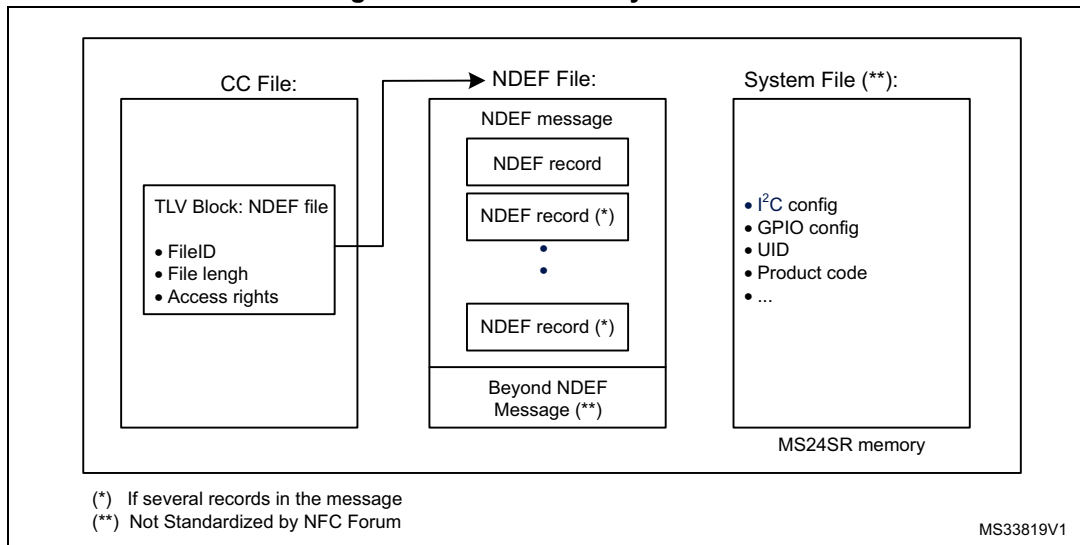 CC File:
TLV Block: NDEF file
• FileID
• File lengh
• Access rights
NDEF File:
NDEF message
NDEF record
NDEF record (*)
•
•
NDEF record (*)
Beyond NDEF
Message (**)
System File (**):
• I²C config
• GPIO config
• UID
• Product code
• ...
MS24SR memory
(*) If several records in the message
(**) Not Standardized by NFC Forum
MS33819V1